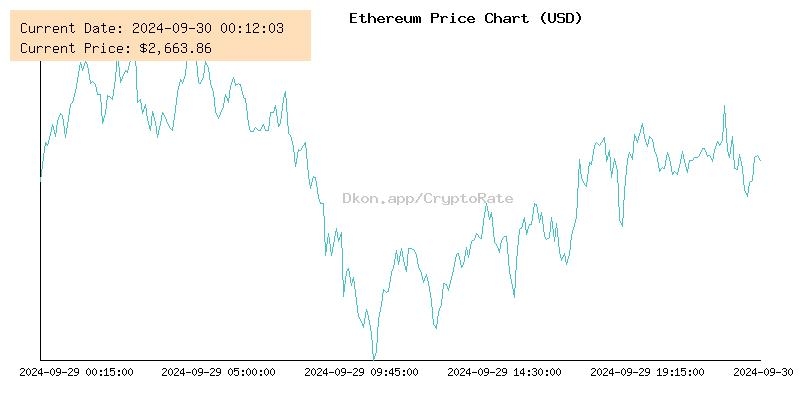 Ethereum Price Chart (USD)
Current Date: 2024-09-30 00:12:03
Current Price: $2,663.86
Dkon.app/CryptoRate
2024-09-29 00:15:00
2024-09-29 05:00:00
2024-09-29 09:45:00
2024-09-29 14:30:00
2024-09-29 19:15:00
2024-09-30